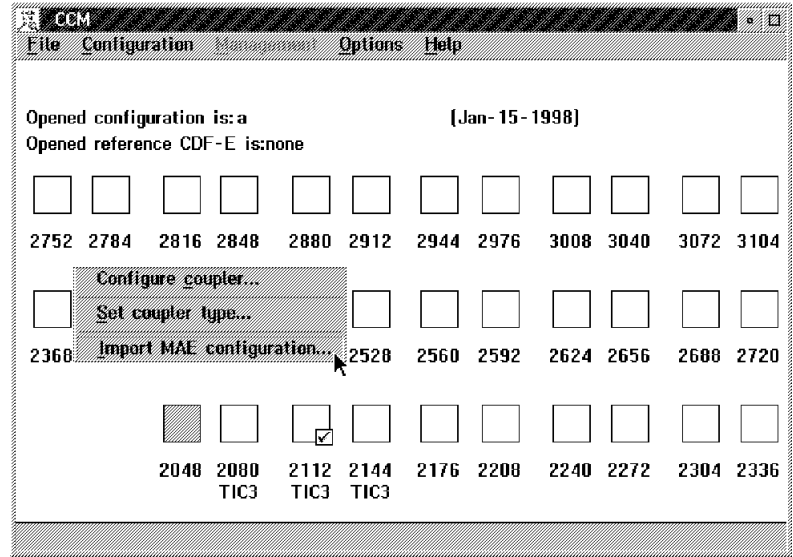 CCM
File Configuration Management Options Help
Opened configuration is: a (Jan-15-1998)
Opened reference CDF-E is:none
2752 2784 2816 2848 2880 2912 2944 2976 3008 3040 3072 3104
Configure coupler...
Set coupler type...
Import MAE configuration...
2368 2528 2560 2592 2624 2656 2688 2720
2048 2080 2112 2144 2176 2208 2240 2272 2304 2336
TIC3 TIC3 TIC3